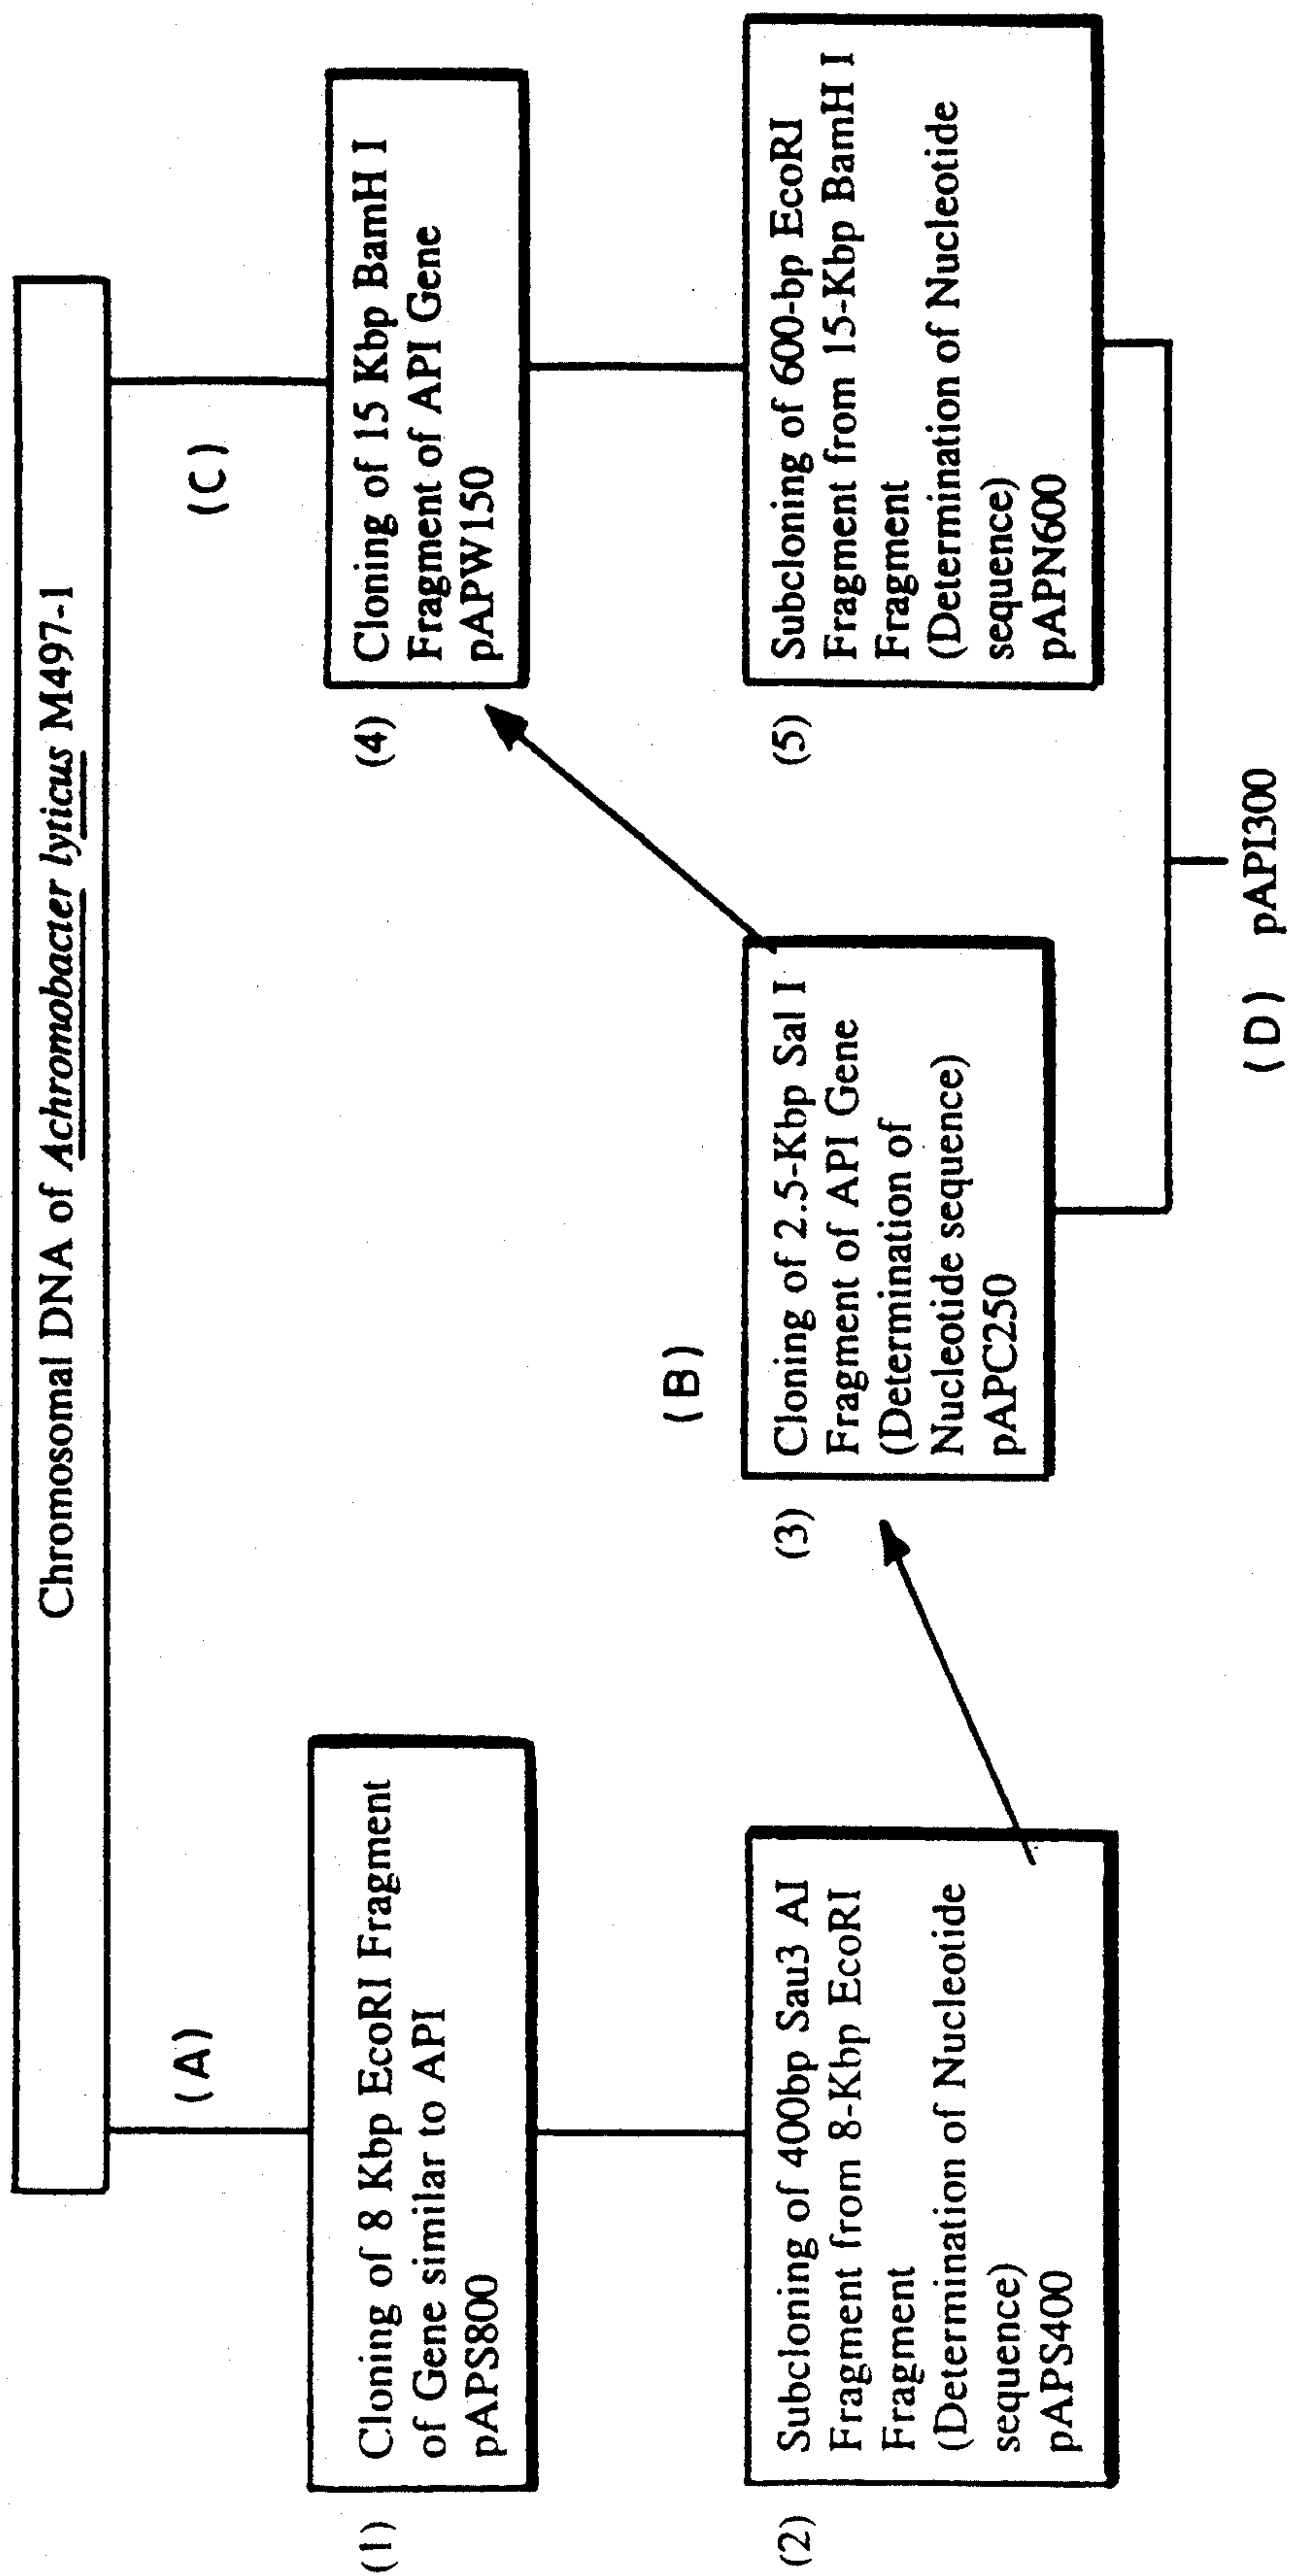 Chromosomal DNA of Achromobacter lyticus M497-1
(A)
(C)
(1)
Cloning of 8 Kbp EcoRI Fragment
of Gene similar to API
pAPS800
(4)
Cloning of 15 Kbp BamH I
Fragment of API Gene
pAPW150
(B)
(2)
Subcloning of 400bp Sau3 AI
Fragment from 8-Kbp EcoRI
Fragment
(Determination of Nucleotide
sequence)
pAPS400
(3)
Cloning of 2.5-Kbp Sal I
Fragment of API Gene
(Determination of
Nucleotide sequence)
pAPC250
(5)
Subcloning of 600-bp EcoRI
Fragment from 15-Kbp BamH I
Fragment
(Determination of Nucleotide
sequence)
pAPN600
(D) pAPI300